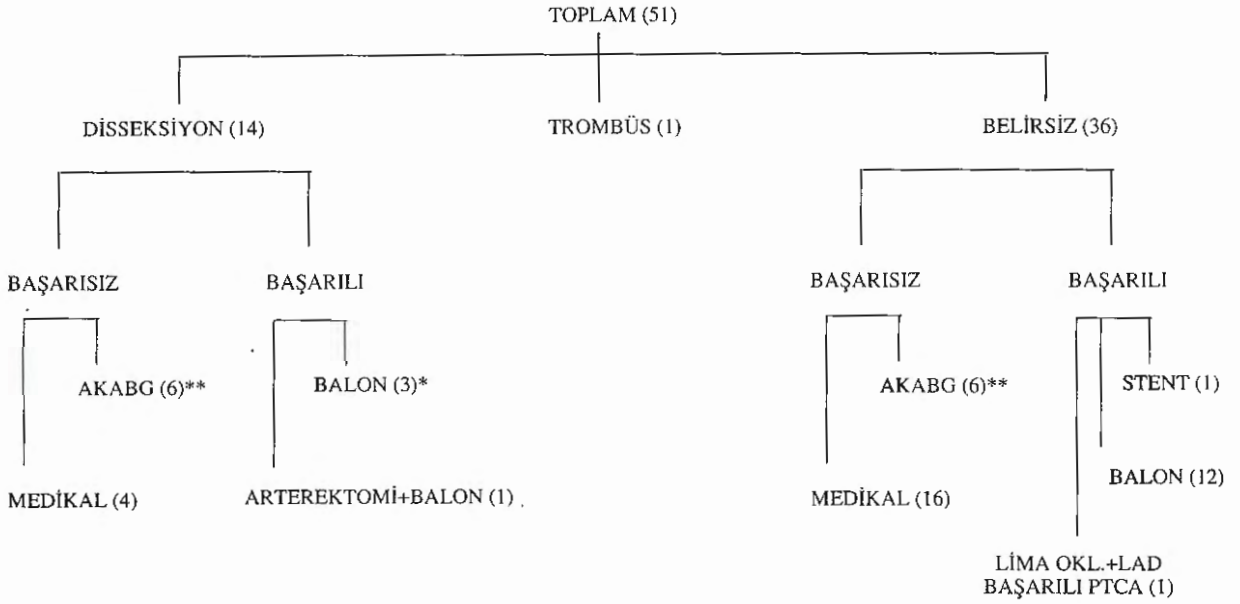 TOPLAM (51)
DİSSEKSİYON (14)
TROMBÜS (1)
BELİRSİZ (36)
BAŞARISIZ
BAŞARILI
BAŞARISIZ
BAŞARILI
AKABG (6)**
BALON (3)*
AKABG (6)**
STENT (1)
MEDİKAL (4)
ARTEREKTOMİ+BALON (1)
MEDİKAL (16)
BALON (12)
LİMA OKL.+LAD
BAŞARILI PTCA (1)